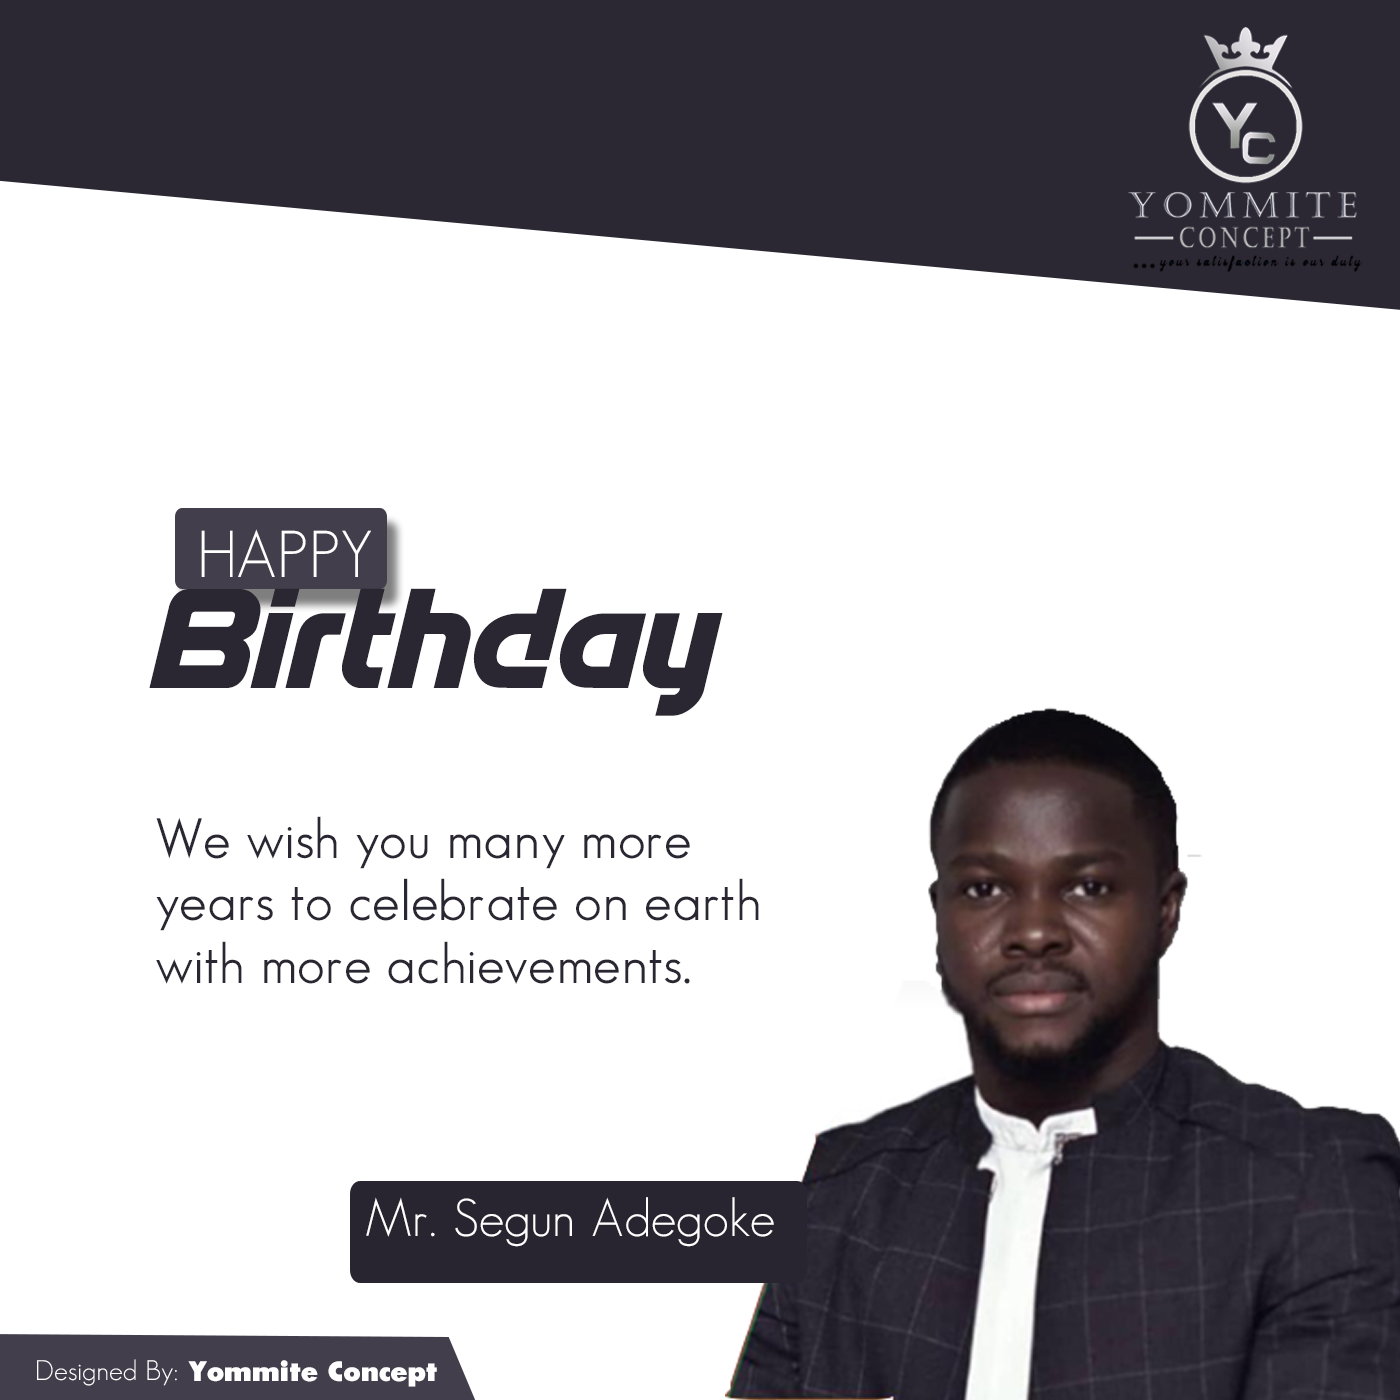 YC
YOMMITE
CONCEPT
...your satisfaction is our duty
HAPPY
Birthday
We wish you many more
years to celebrate on earth
with more achievements.
Mr. Segun Adegoke
Designed By: Yommite Concept